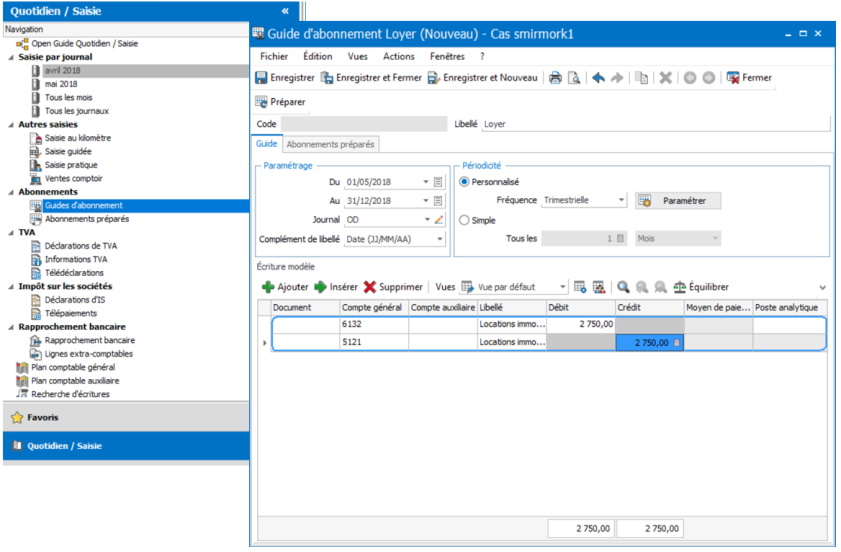 Quotidien / Saisie «
Navigation
Open Guide Quotidien / Saisie
Saisie par journal
avril 2018
mai 2018
Tous les mois
Tous les journaux
Autres saisies
Saisie au kilomètre
Saisie guidée
Saisie pratique
Ventes comptoir
Abonnements
Guides d'abonnement
Abonnements préparés
TVA
Déclarations de TVA
Informations TVA
Télédéclarations
Impôt sur les sociétés
Déclarations d'IS
Télépaiements
Rapprochement bancaire
Rapprochement bancaire
Lignes extra-comptables
Plan comptable général
Plan comptable auxiliaire
Recherche d'écritures
Favoris
Quotidien / Saisie
Guide d'abonnement Loyer (Nouveau) - Cas smirmork1
Fichier Édition Vues Actions Fenêtres ?
Enregistrer Enregistrer et Fermer Enregistrer et Nouveau Fermer
Préparer
Code Libellé Loyer
Guide Abonnements préparés
Paramétrage Périodicité
Du 01/05/2018 Personnalisé
Au 31/12/2018 Fréquence Trimestrielle Paramétrer
Journal OD Simple
Complément de libellé Date (JJ/MM/AA) Tous les 1 Mois
Écriture modèle
Ajouter Insérer Supprimer Vues Vue par défaut Équilibrer
Document Compte général Compte auxiliaire Libellé Débit Crédit Moyen de paie... Poste analytique
6132 Locations immo... 2 750,00
5121 Locations immo... 2 750,00
2 750,00 2 750,00